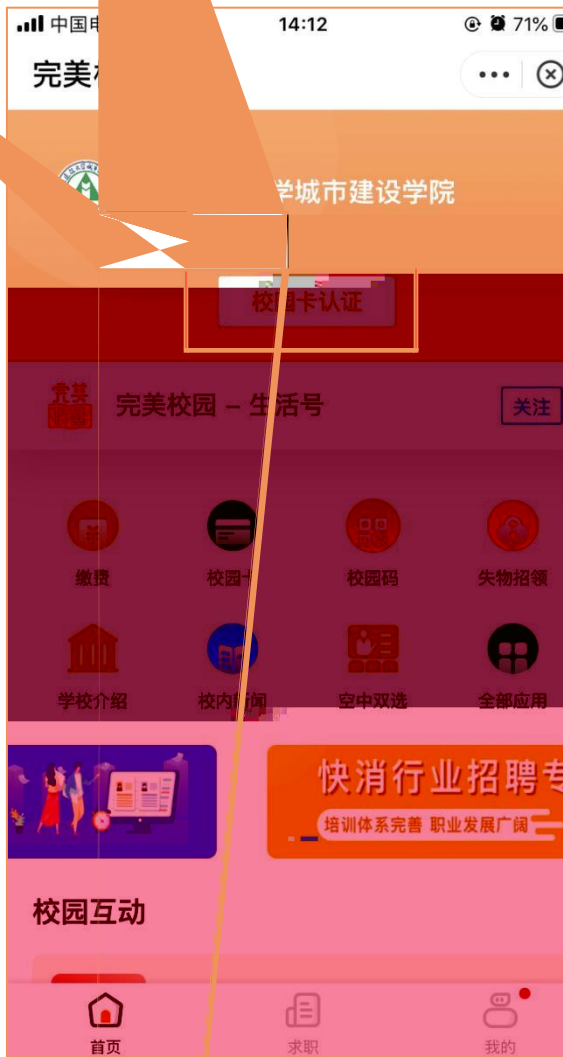 中国电 14:12 71%
完美校
学城市建设学院
校园卡认证
完美校园 – 生活号 关注
缴费 校园卡 校园码 失物招领
学校介绍 校内新闻 空中双选 全部应用
快消行业招聘专
培训体系完善 职业发展广阔
校园互动
首页 求职 我的